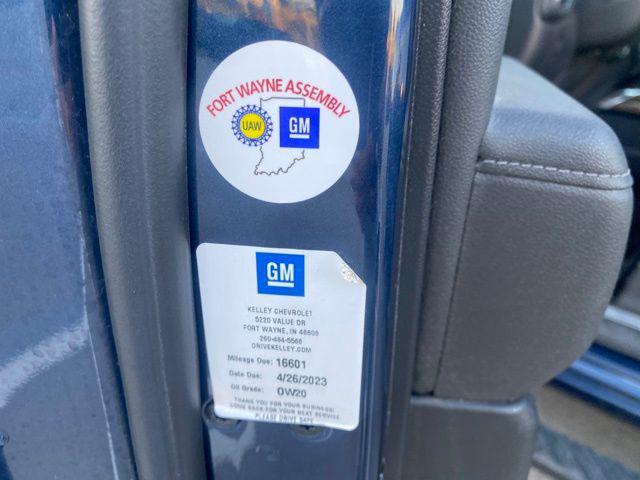 FORT WAYNE ASSEMBLY
UAW
GM
GM
KELLEY CHEVROLET
5220 VALUE DR
FORT WAYNE, IN 46808
260-484-5566
DRIVEKELLEY.COM
Mileage Due: 16601
Date Due: 4/26/2023
Oil Grade: OW20
THANK YOU FOR YOUR BUSINESS!
COME BACK FOR YOUR NEXT SERVICE
PLEASE DRIVE SAFE